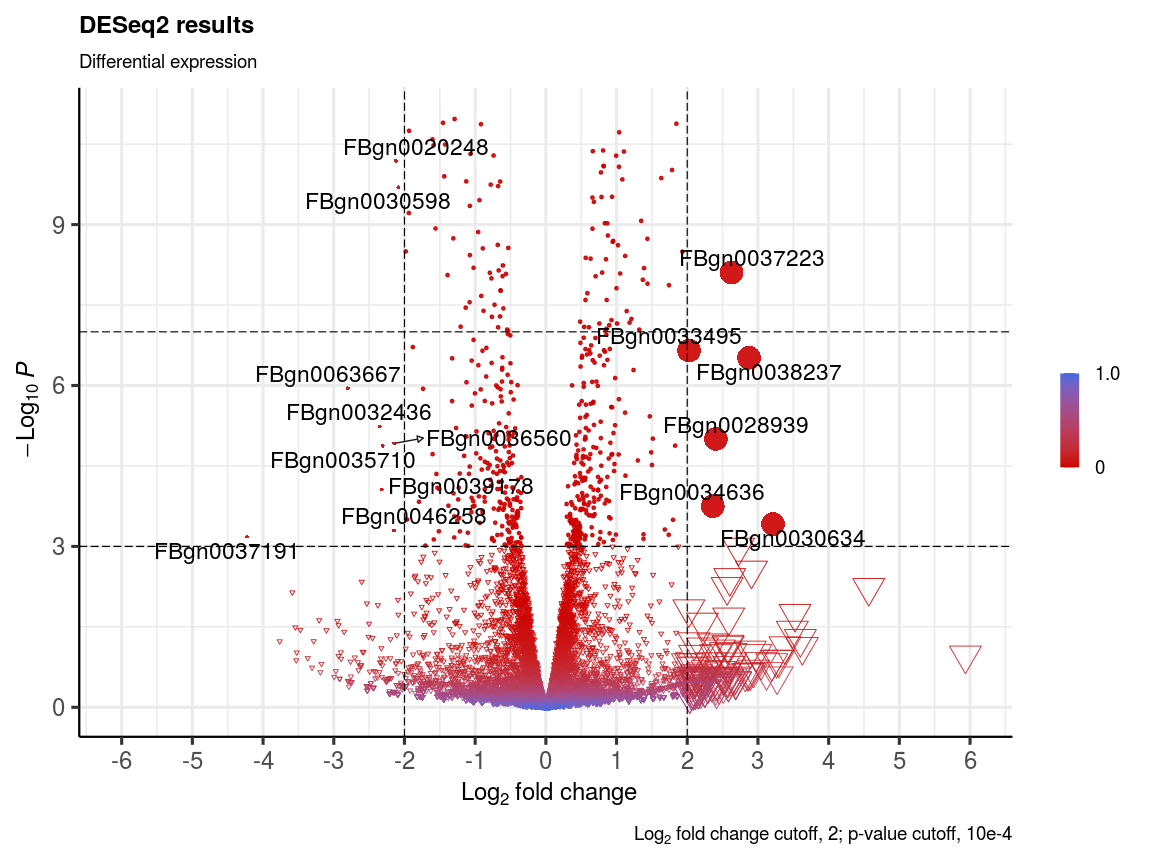 DESeq2 results
Differential expression
−Log10 P
9
6
3
0
FBgn0020248
FBgn0030598
FBgn0037223
FBgn0033495
FBgn0038237
FBgn0063667
FBgn0032436
FBgn0028939
FBgn0036560
FBgn0035710
FBgn0039178
FBgn0034636
FBgn0046258
FBgn0030634
FBgn0037191
1.0
0
-6 -5 -4 -3 -2 -1 0 1 2 3 4 5 6
Log2 fold change
Log2 fold change cutoff, 2; p-value cutoff, 10e-4